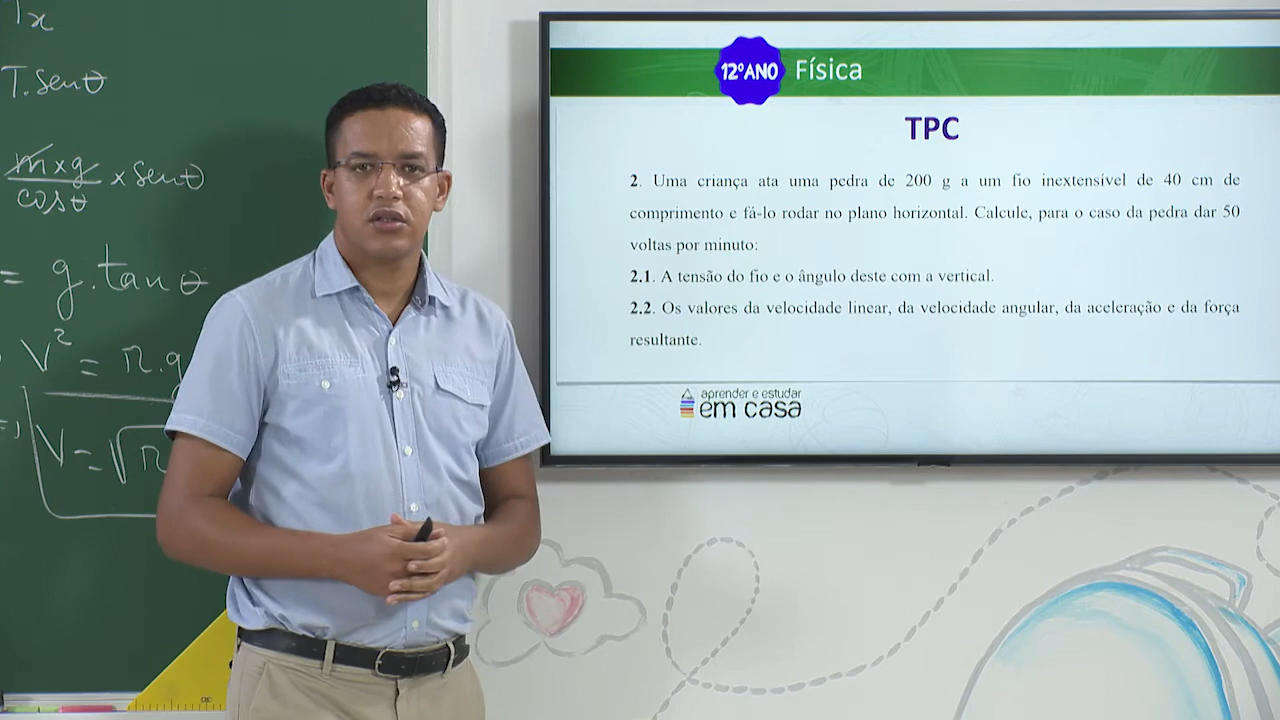 Tx
T.senθ
m×g
cosθ
× senθ
= g.tanθ
V² = r.g
V = √r
12ºANO Física
TPC
2. Uma criança ata uma pedra de 200 g a um fio inextensível de 40 cm de
comprimento e fá-lo rodar no plano horizontal. Calcule, para o caso da pedra dar 50
voltas por minuto:
2.1. A tensão do fio e o ângulo deste com a vertical.
2.2. Os valores da velocidade linear, da velocidade angular, da aceleração e da força
resultante.
aprender e estudar
em casa